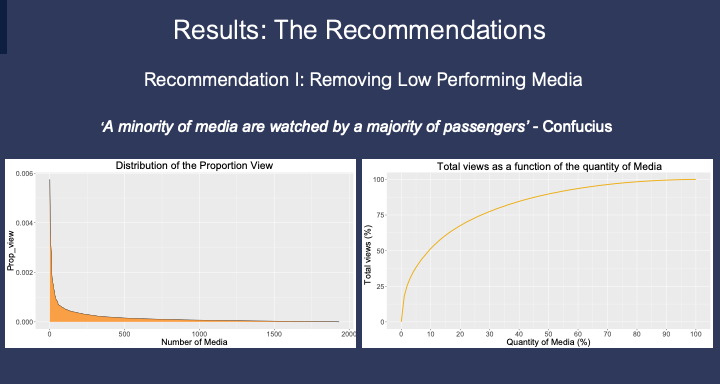 Results: The Recommendations
Recommendation I: Removing Low Performing Media
‘A minority of media are watched by a majority of passengers’ - Confucius
Distribution of the Proportion View
0.006
0.004
0.002
0.000
Prop_view
0 500 1000 1500 2000
Number of Media
Total views as a function of the quantity of Media
100
75
50
25
0
Total views (%)
0 10 20 30 40 50 60 70 80 90 100
Quantity of Media (%)